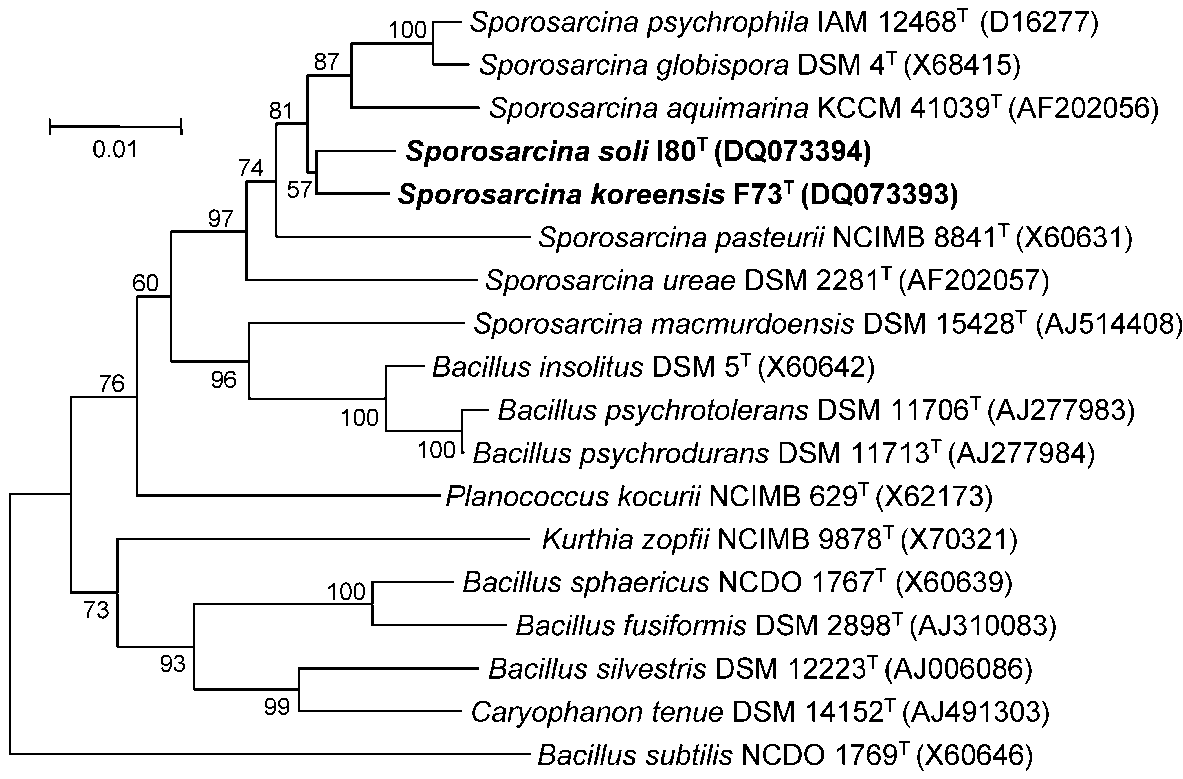 100 Sporosarcina psychrophila IAM 12468ᵀ (D16277)
87 Sporosarcina globispora DSM 4ᵀ (X68415)
81 Sporosarcina aquimarina KCCM 41039ᵀ (AF202056)
0.01
Sporosarcina soli I80ᵀ (DQ073394)
74 57 Sporosarcina koreensis F73ᵀ (DQ073393)
97 Sporosarcina pasteurii NCIMB 8841ᵀ (X60631)
60 Sporosarcina ureae DSM 2281ᵀ (AF202057)
Sporosarcina macmurdoensis DSM 15428ᵀ (AJ514408)
76 96 Bacillus insolitus DSM 5ᵀ (X60642)
100 Bacillus psychrotolerans DSM 11706ᵀ (AJ277983)
100 Bacillus psychrodurans DSM 11713ᵀ (AJ277984)
Planococcus kocurii NCIMB 629ᵀ (X62173)
Kurthia zopfii NCIMB 9878ᵀ (X70321)
73 100 Bacillus sphaericus NCDO 1767ᵀ (X60639)
Bacillus fusiformis DSM 2898ᵀ (AJ310083)
93 Bacillus silvestris DSM 12223ᵀ (AJ006086)
99 Caryophanon tenue DSM 14152ᵀ (AJ491303)
Bacillus subtilis NCDO 1769ᵀ (X60646)